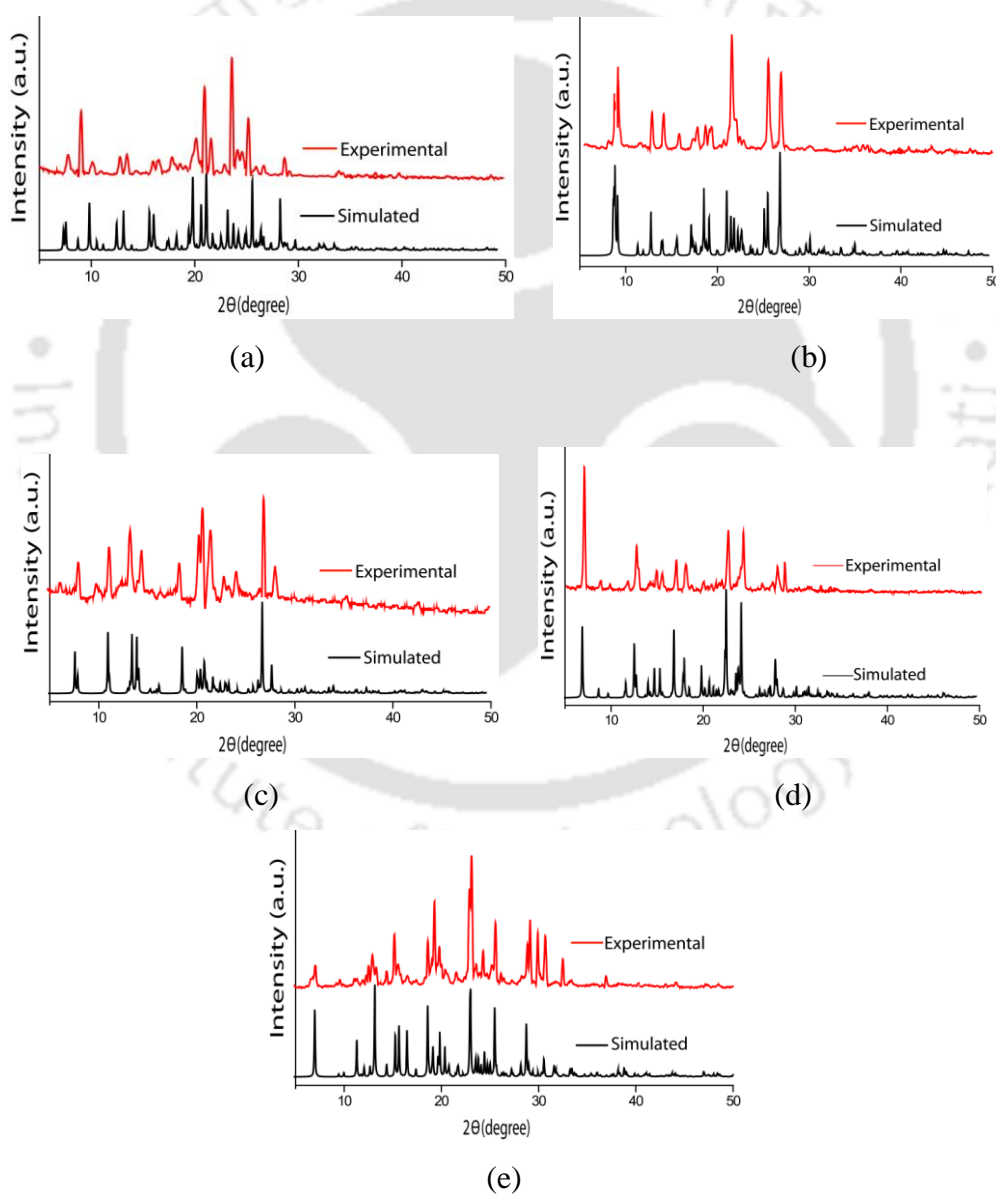 Intensity (a.u.)
Experimental
Simulated
10 20 30 40 50
2θ(degree)
(a)
Intensity (a.u.)
Experimental
Simulated
10 20 30 40 50
2θ(degree)
(b)
Intensity (a.u.)
Experimental
Simulated
10 20 30 40 50
2θ(degree)
(c)
Intensity (a.u.)
Experimental
Simulated
10 20 30 40 50
2θ(degree)
(d)
Intensity (a.u.)
Experimental
Simulated
10 20 30 40 50
2θ(degree)
(e)